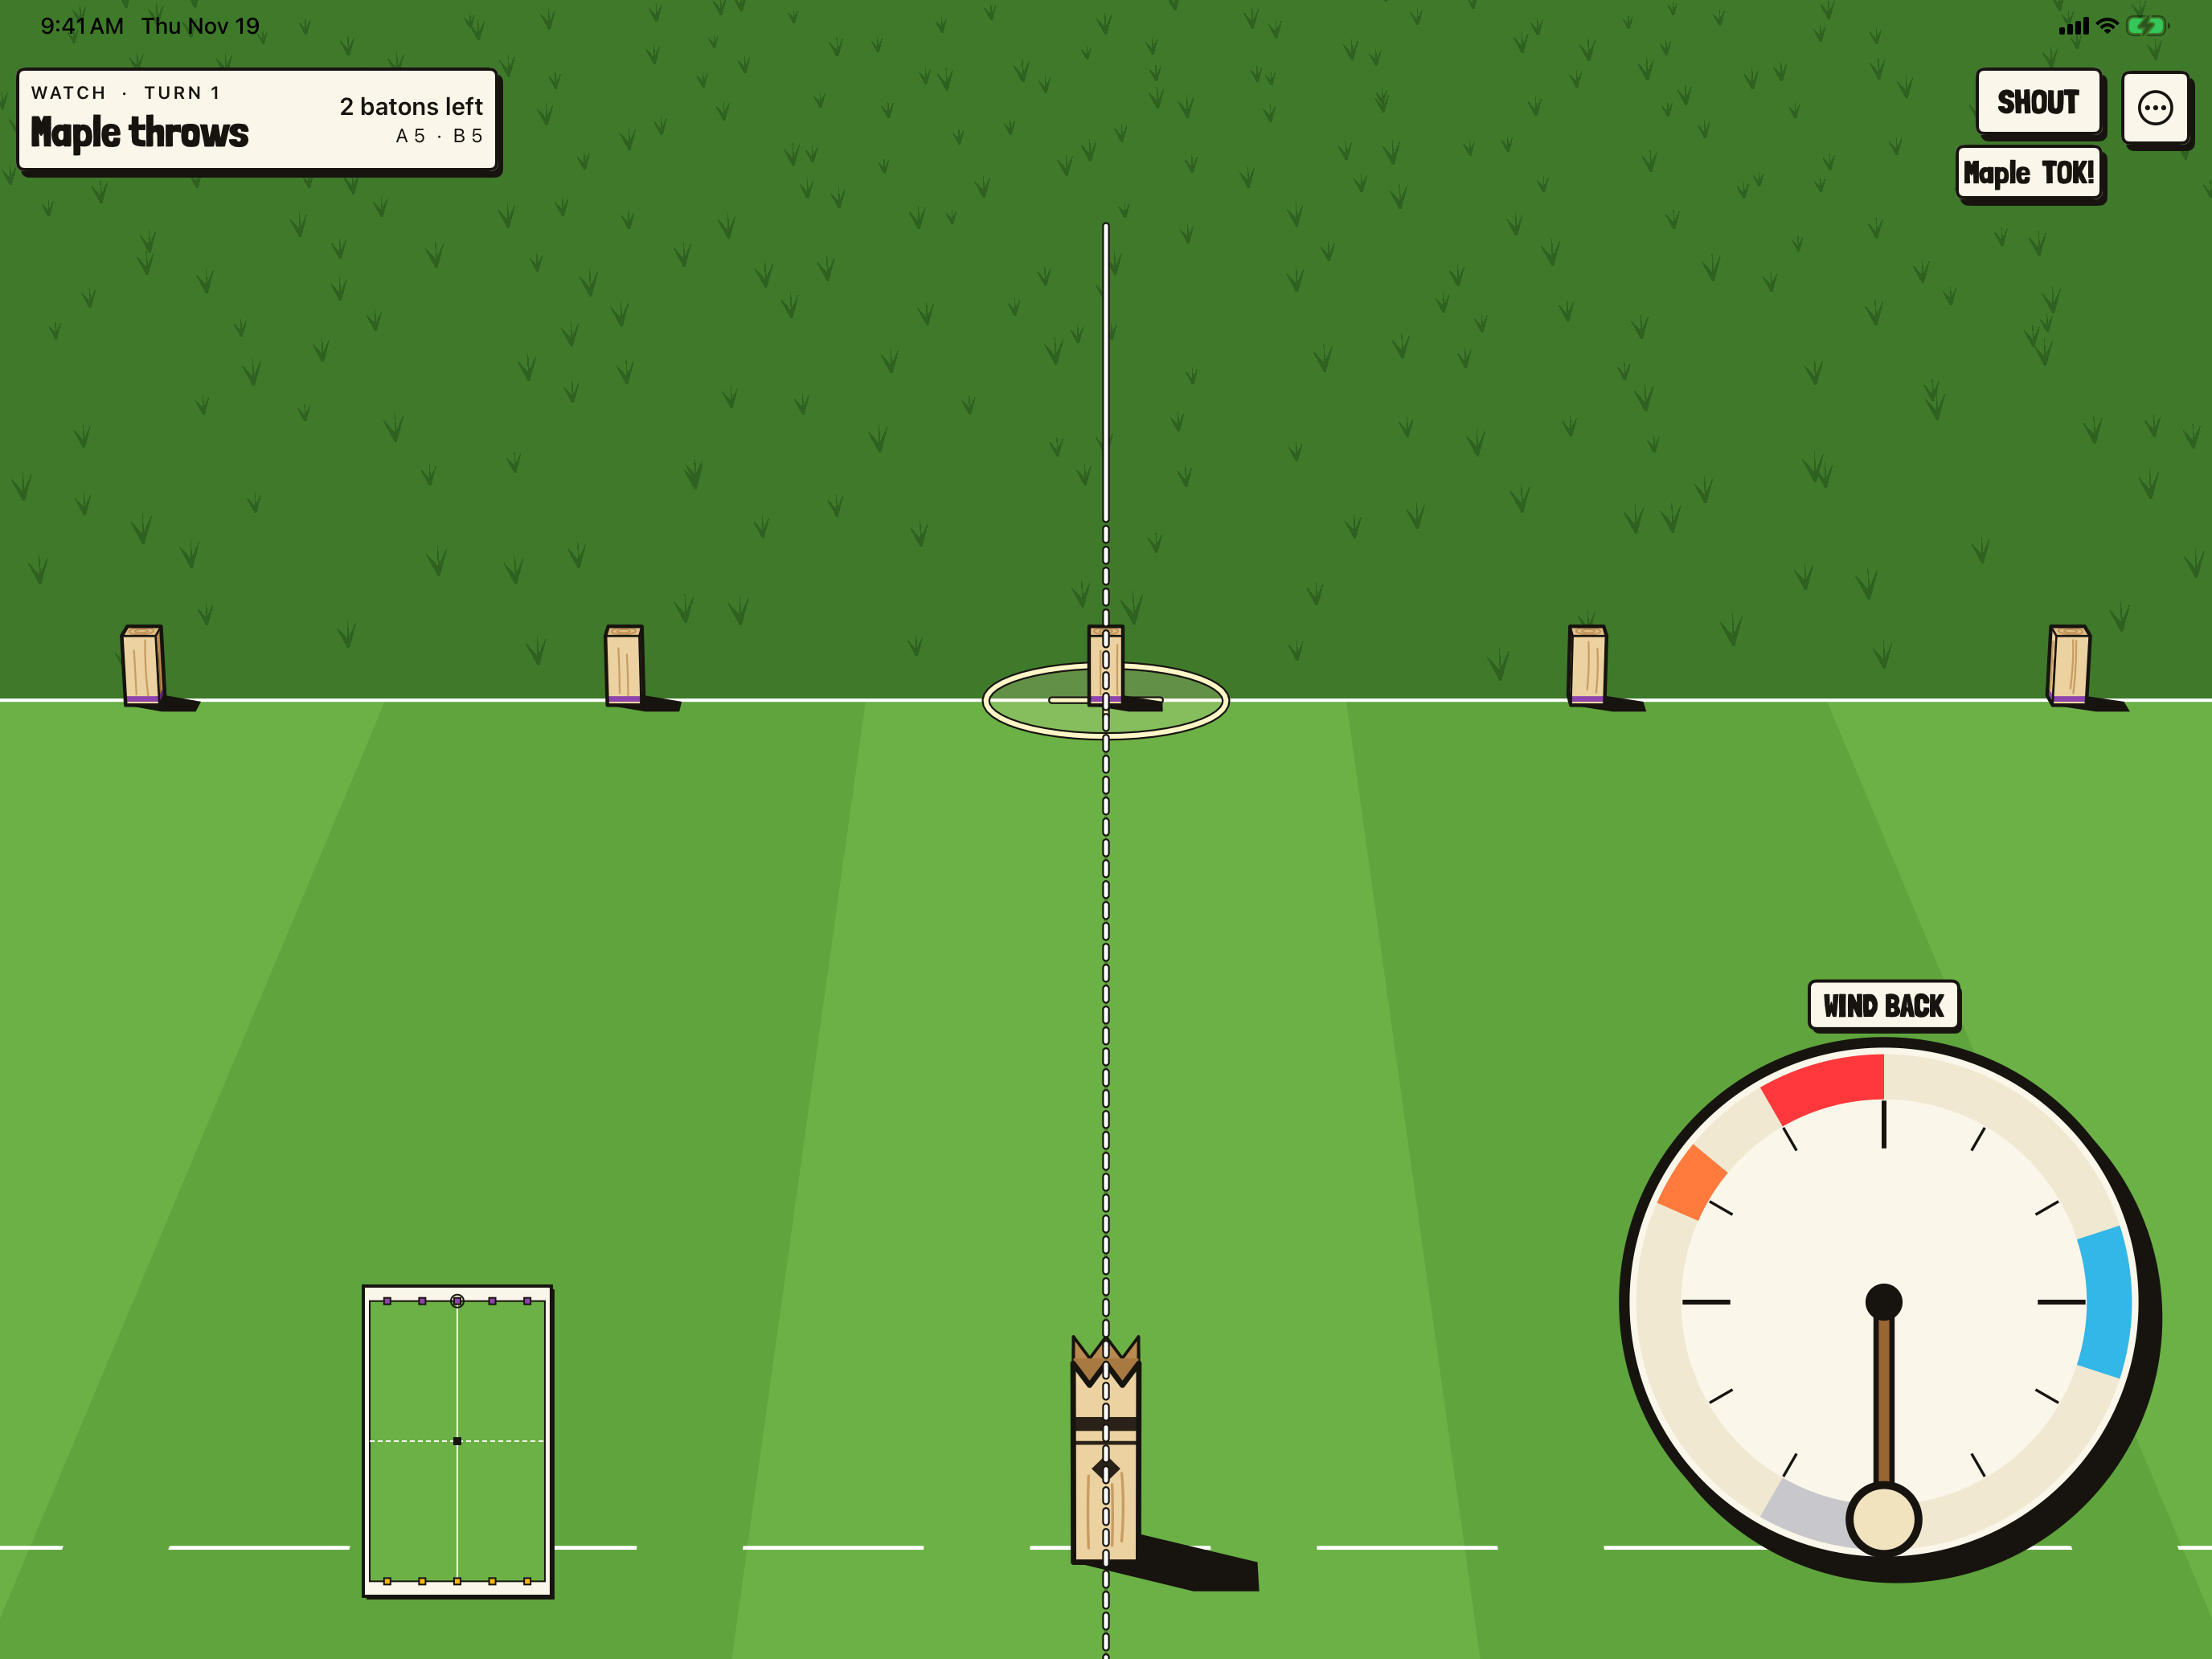 9:41 AM Thu Nov 19
WATCH · TURN 1
Maple throws
2 batons left
A 5 · B 5
SHOUT
Maple TOK!
WIND BACK